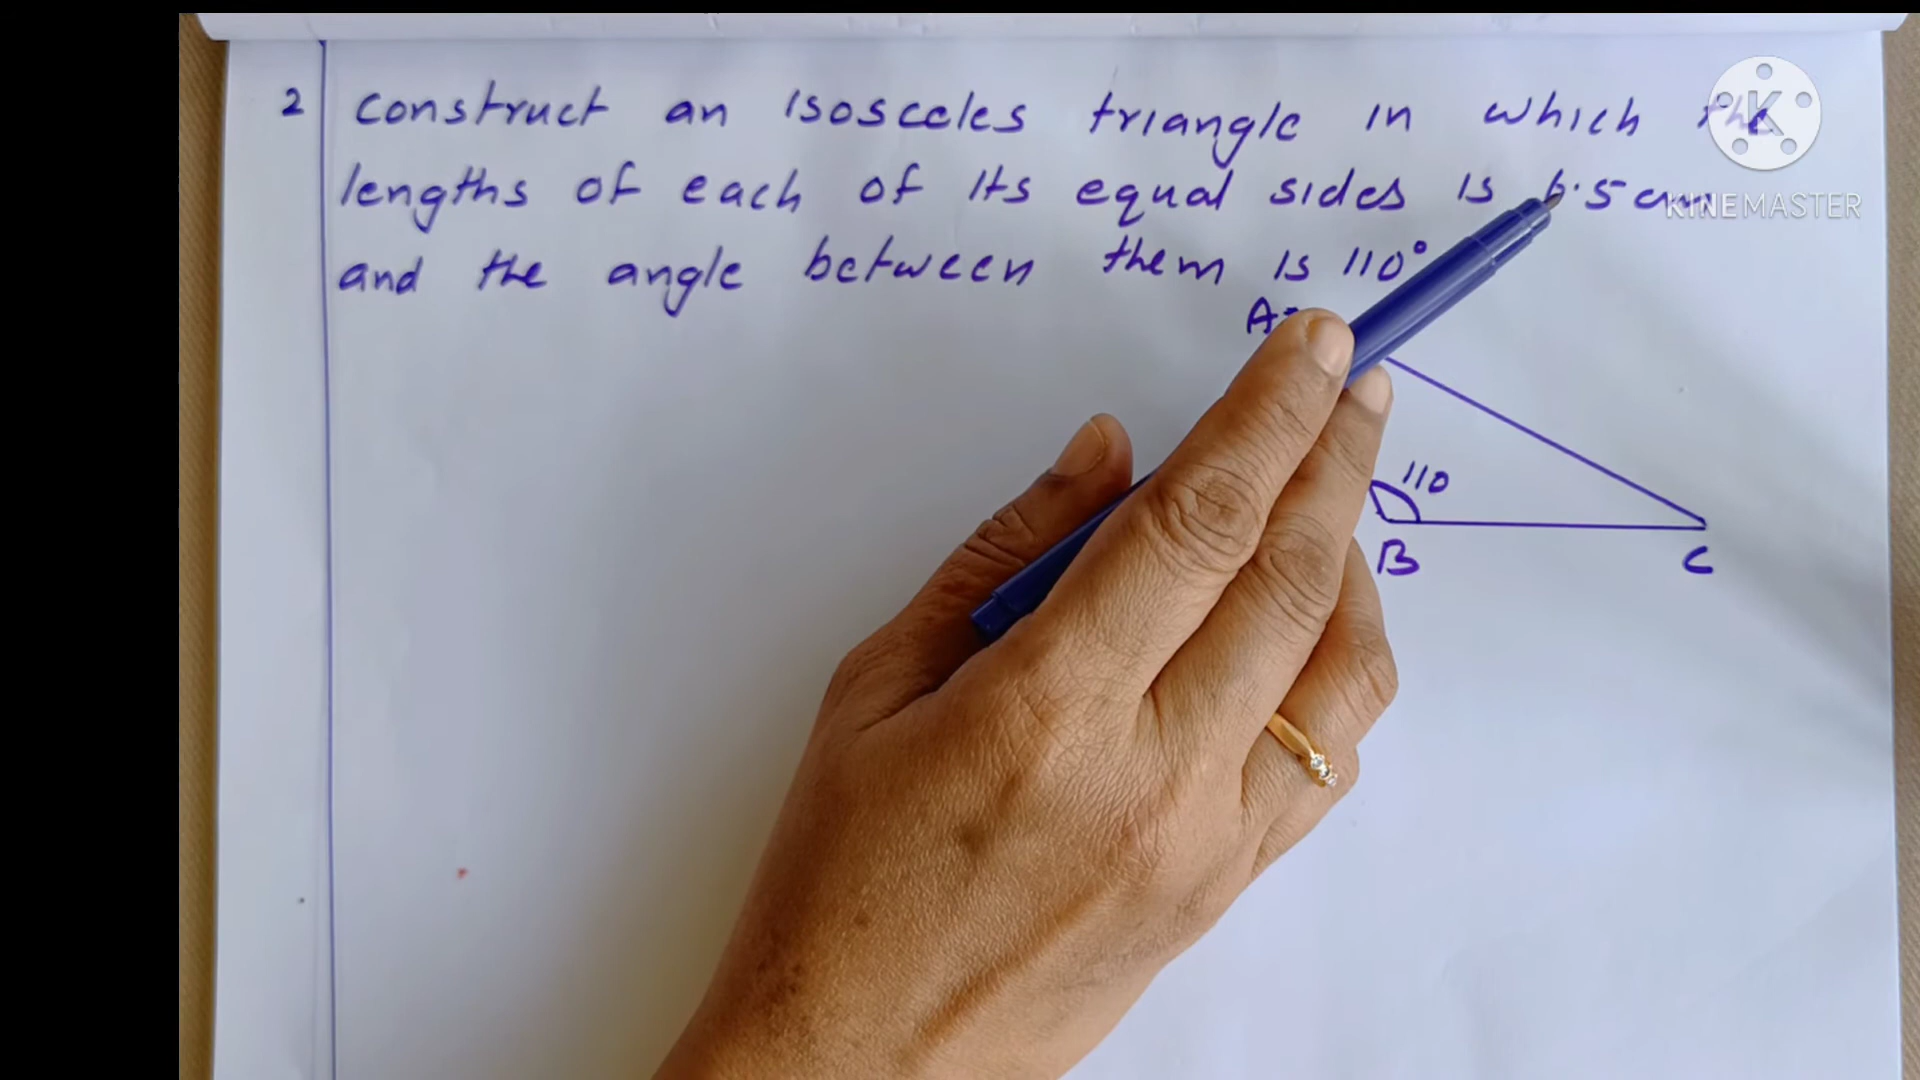 2 Construct an isosceles triangle in which the
lengths of each of its equal sides is 6.5 cm
and the angle between them is 110°
A
110
B
C
K
KINEMASTER